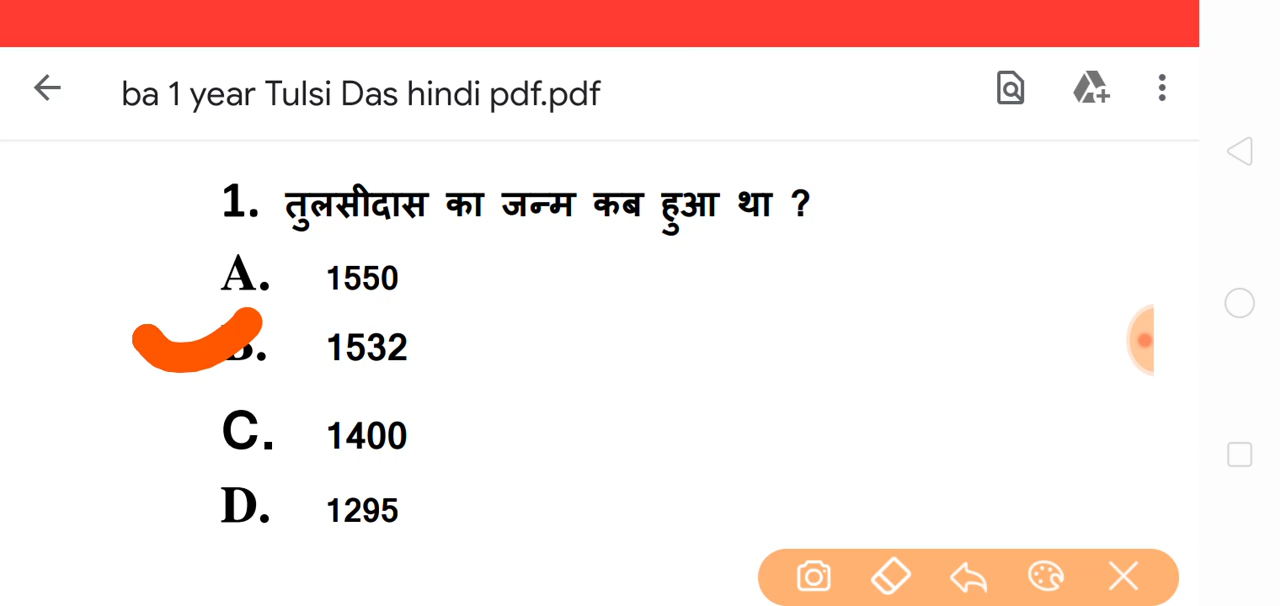 ba 1 year Tulsi Das hindi pdf.pdf
1. तुलसीदास का जन्म कब हुआ था ?
A. 1550
B. 1532
C. 1400
D. 1295